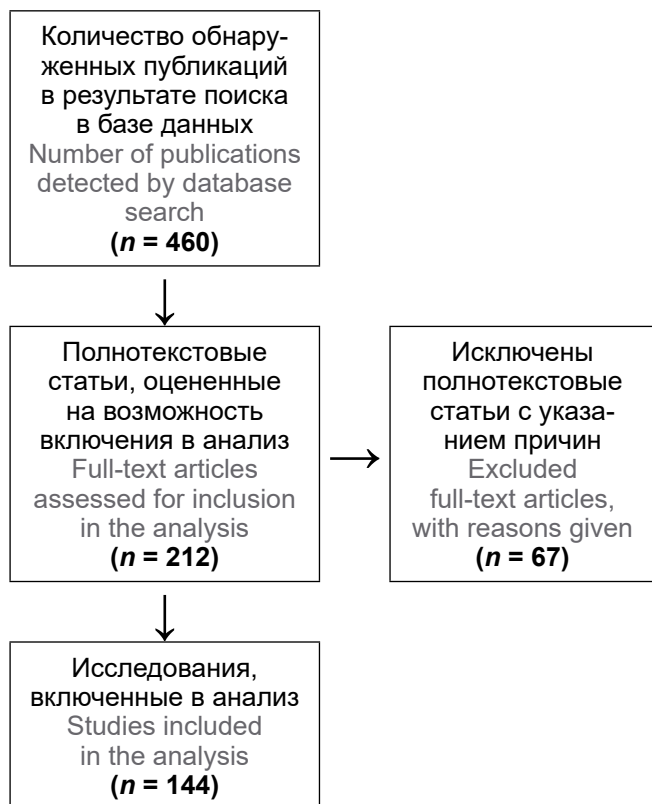 Количество обнару-
женных публикаций
в результате поиска
в базе данных
Number of publications
detected by database
search
(n = 460)
Полнотекстовые
статьи, оцененные
на возможность
включения в анализ
Full-text articles
assessed for inclusion
in the analysis
(n = 212)
Исключены
полнотекстовые
статьи с указа-
нием причин
Excluded
full-text articles,
with reasons given
(n = 67)
Исследования,
включенные в анализ
Studies included
in the analysis
(n = 144)